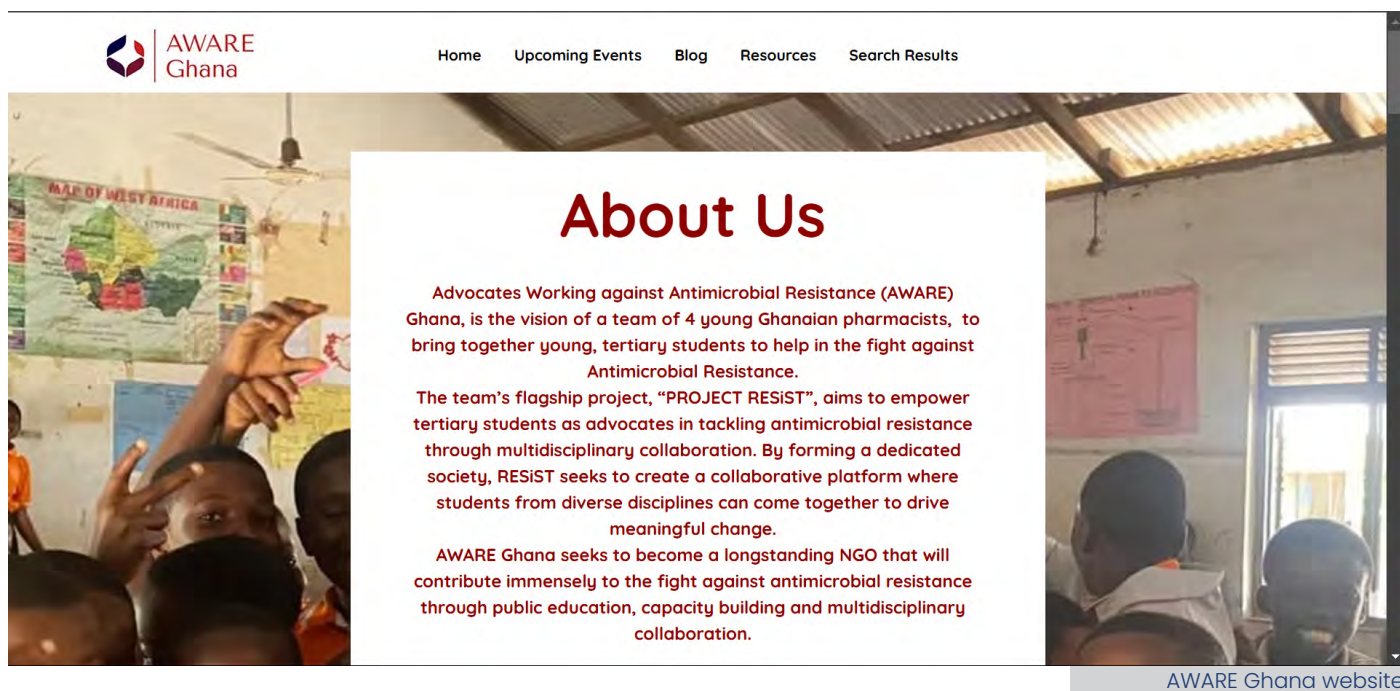 AWARE
Ghana
Home Upcoming Events Blog Resources Search Results
MAP OF WEST AFRICA
About Us
Advocates Working against Antimicrobial Resistance (AWARE)
Ghana, is the vision of a team of 4 young Ghanaian pharmacists, to
bring together young, tertiary students to help in the fight against
Antimicrobial Resistance.
The team's flagship project, “PROJECT RESiST”, aims to empower
tertiary students as advocates in tackling antimicrobial resistance
through multidisciplinary collaboration. By forming a dedicated
society, RESiST seeks to create a collaborative platform where
students from diverse disciplines can come together to drive
meaningful change.
AWARE Ghana seeks to become a longstanding NGO that will
contribute immensely to the fight against antimicrobial resistance
through public education, capacity building and multidisciplinary
collaboration.
AWARE Ghana website